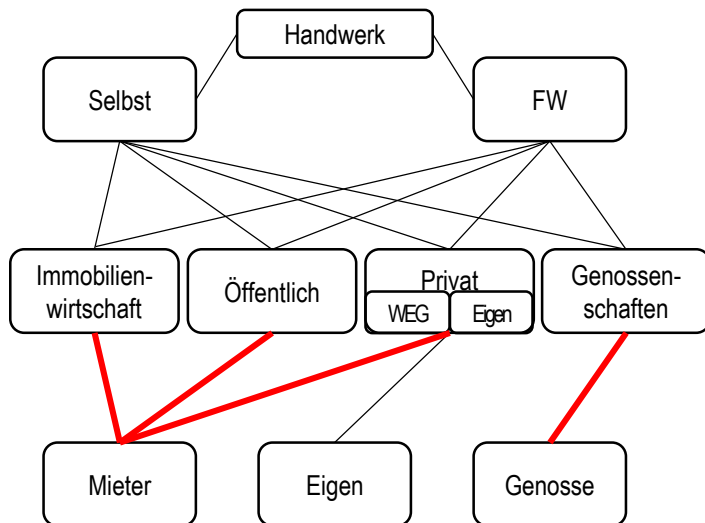 Handwerk
Selbst
FW
Immobilien-
wirtschaft
Öffentlich
Privat
WEG
Eigen
Genossen-
schaften
Mieter
Eigen
Genosse